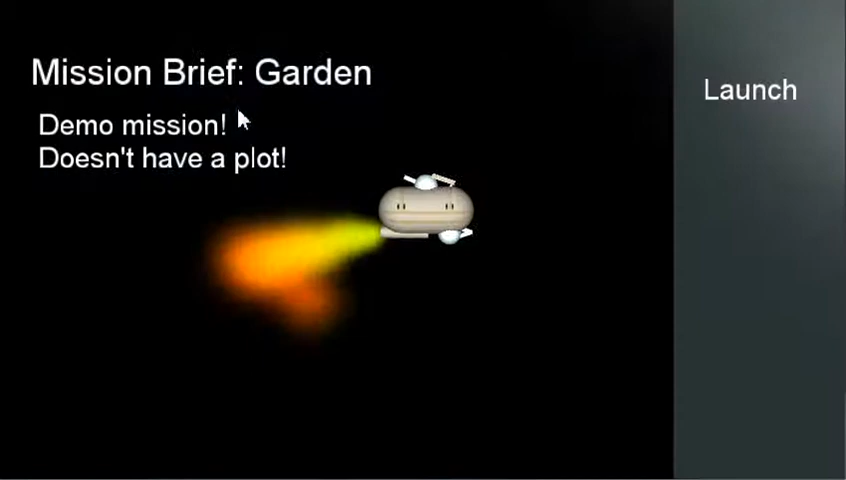 Mission Brief: Garden
Demo mission!
Doesn't have a plot!
Launch